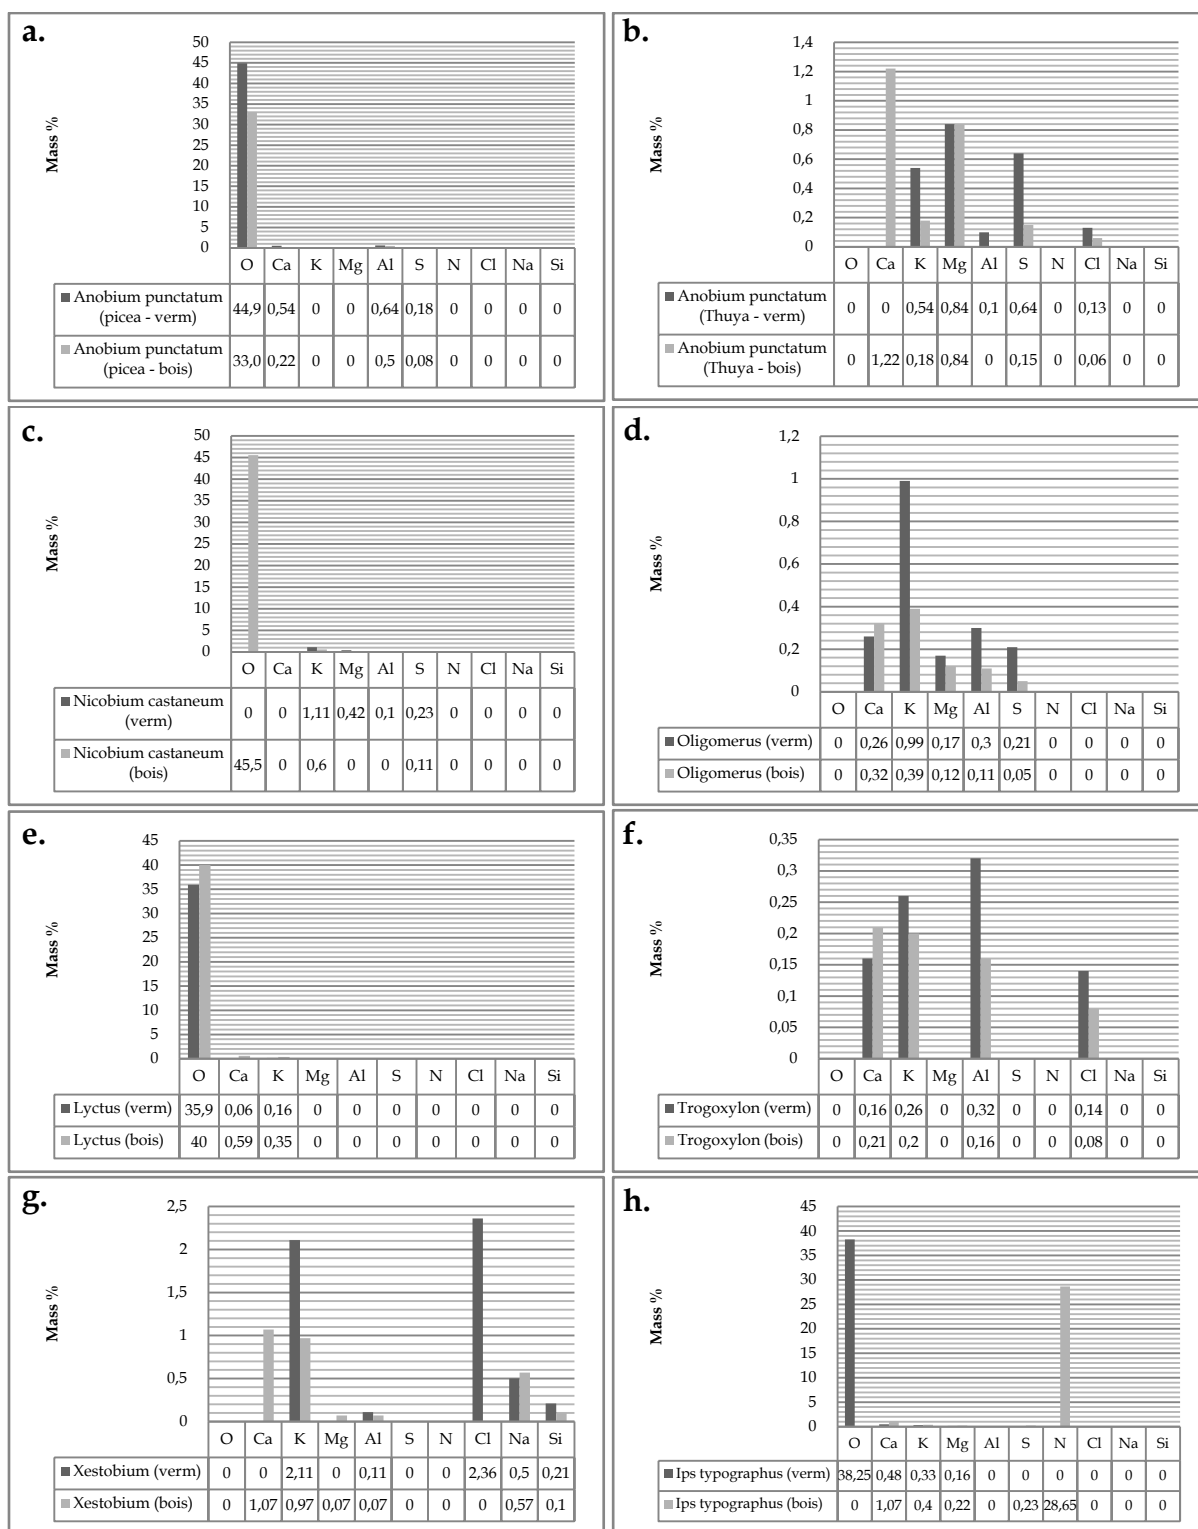 a.
Mass %
50
45
40
35
30
25
20
15
10
5
0
O Ca K Mg Al S N Cl Na Si
Anobium punctatum
(picea - verm)
44,9 0,54 0 0 0,64 0,18 0 0 0 0
Anobium punctatum
(picea - bois)
33,0 0,22 0 0 0,5 0,08 0 0 0 0
b.
Mass %
1,4
1,2
1
0,8
0,6
0,4
0,2
0
O Ca K Mg Al S N Cl Na Si
Anobium punctatum
(Thuya - verm)
0 0 0,54 0,84 0,1 0,64 0 0,13 0 0
Anobium punctatum
(Thuya - bois)
0 1,22 0,18 0,84 0 0,15 0 0,06 0 0
c.
Mass %
50
45
40
35
30
25
20
15
10
5
0
O Ca K Mg Al S N Cl Na Si
Nicobium castaneum
(verm)
0 0 1,11 0,42 0,1 0,23 0 0 0 0
Nicobium castaneum
(bois)
45,5 0 0,6 0 0 0,11 0 0 0 0
d.
Mass %
1,2
1
0,8
0,6
0,4
0,2
0
O Ca K Mg Al S N Cl Na Si
Oligomerus (verm) 0 0,26 0,99 0,17 0,3 0,21 0 0 0 0
Oligomerus (bois) 0 0,32 0,39 0,12 0,11 0,05 0 0 0 0
e.
Mass %
45
40
35
30
25
20
15
10
5
0
O Ca K Mg Al S N Cl Na Si
Lyctus (verm) 35,9 0,06 0,16 0 0 0 0 0 0 0
Lyctus (bois) 40 0,59 0,35 0 0 0 0 0 0 0
f.
Mass %
0,35
0,3
0,25
0,2
0,15
0,1
0,05
0
O Ca K Mg Al S N Cl Na Si
Trogoxylon (verm) 0 0,16 0,26 0 0,32 0 0 0,14 0 0
Trogoxylon (bois) 0 0,21 0,2 0 0,16 0 0 0,08 0 0
g.
Mass %
2,5
2
1,5
1
0,5
0
O Ca K Mg Al S N Cl Na Si
Xestobium (verm) 0 0 2,11 0 0,11 0 0 2,36 0,5 0,21
Xestobium (bois) 0 1,07 0,97 0,07 0,07 0 0 0 0,57 0,1
h.
Mass %
45
40
35
30
25
20
15
10
5
0
O Ca K Mg Al S N Cl Na Si
Ips typographus (verm) 38,25 0,48 0,33 0,16 0 0 0 0 0 0
Ips typographus (bois) 0 1,07 0,4 0,22 0 0,23 28,65 0 0 0